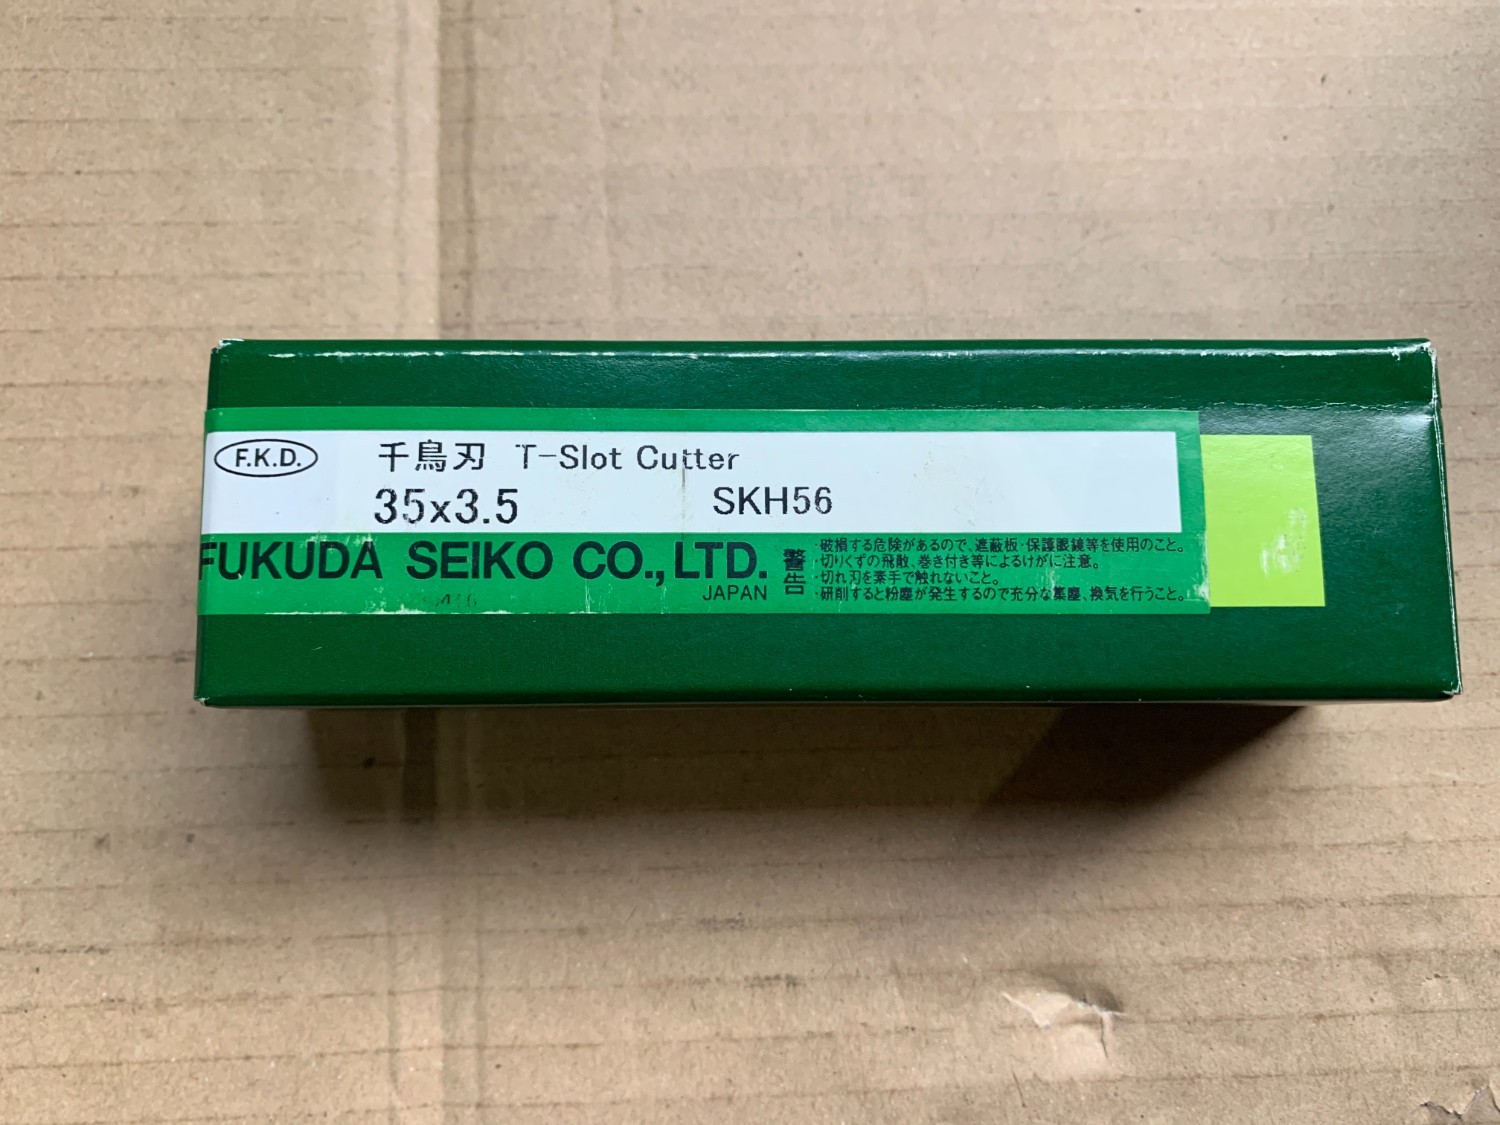 F.K.D.
千鳥刃 T-Slot Cutter
35x3.5 SKH56
FUKUDA SEIKO CO., LTD.
JAPAN
警告
・破損する危険があるので、遮蔽板・保護眼鏡等を使用のこと。
・切りくずの飛散、巻き付き等によるけがに注意。
・切れ刃を素手で触れないこと。
・研削すると粉塵が発生するので充分な集塵、換気を行うこと。